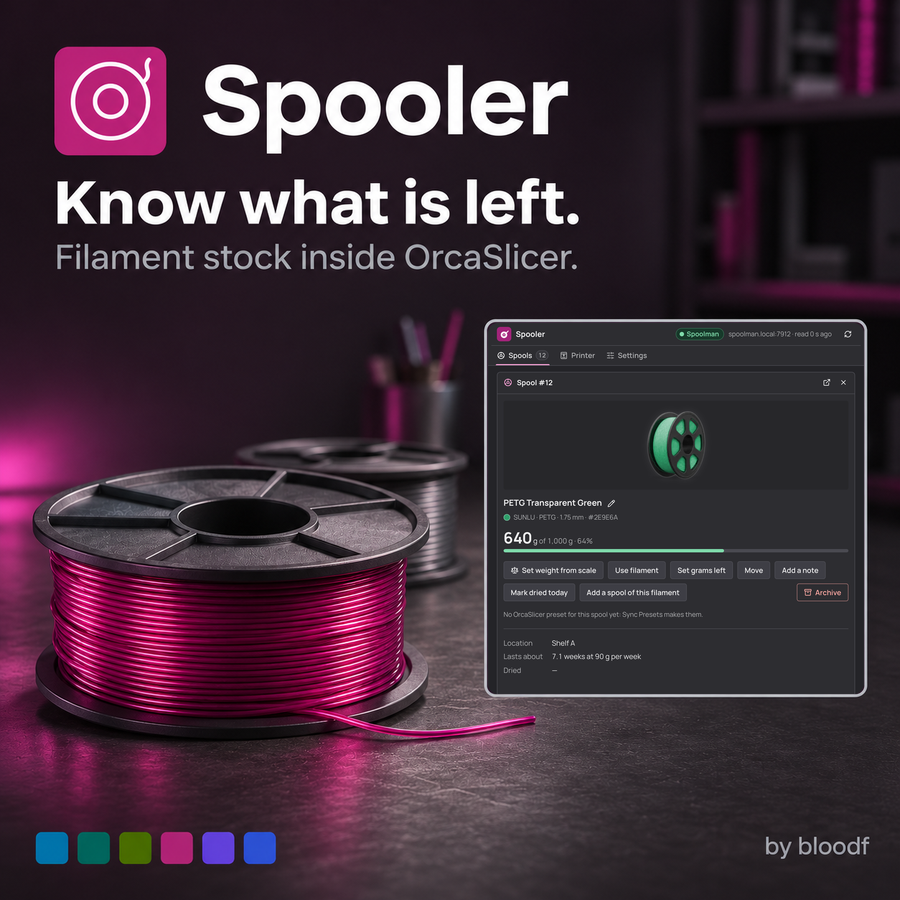 Spooler
Know what is left.
Filament stock inside OrcaSlicer.
Spooler
Spoolman
spoolman.local:7912 · read 0 s ago
Spools 12
Printer
Settings
Spool #12
PETG Transparent Green
SUNLU · PETG · 1.75 mm · #2E9E6A
640 g of 1,000 g · 64%
Set weight from scale
Use filament
Set grams left
Move
Add a note
Mark dried today
Add a spool of this filament
Archive
No OrcaSlicer preset for this spool yet: Sync Presets makes them.
Location Shelf A
Lasts about 7.1 weeks at 90 g per week
Dried —
by bloodf